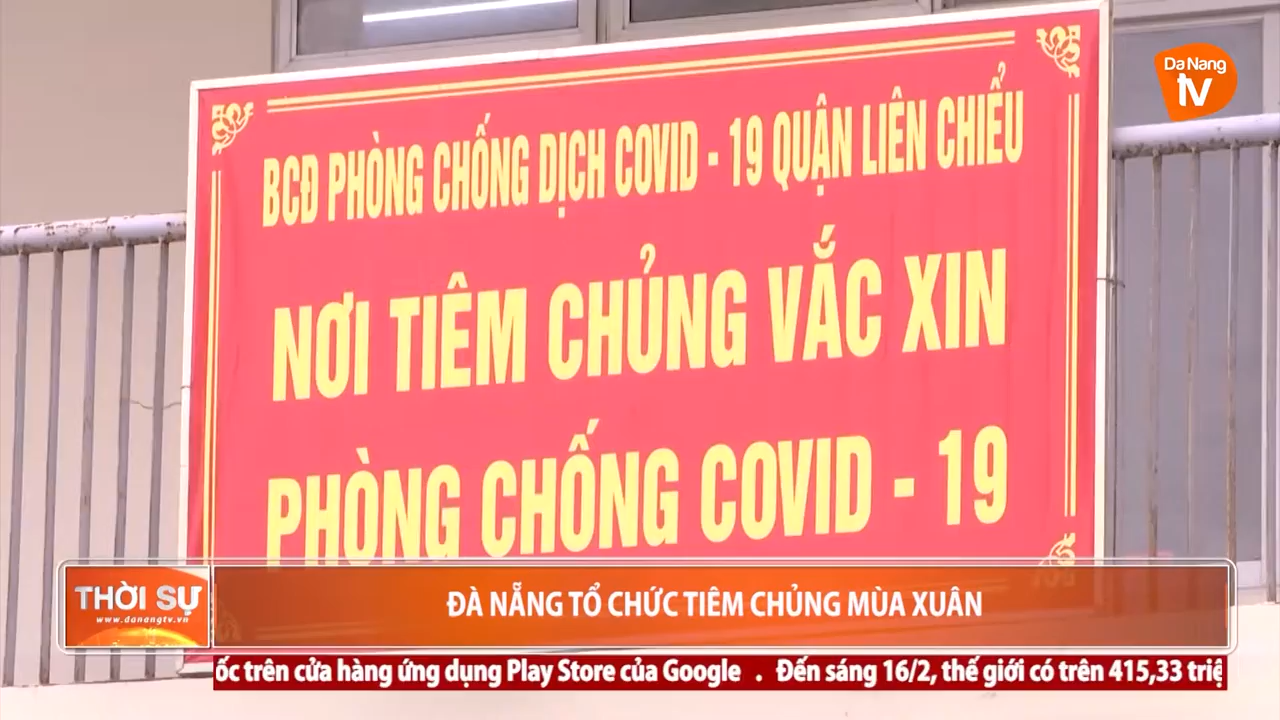 Da Nang
tv
BCĐ PHÒNG CHỐNG DỊCH COVID - 19 QUẬN LIÊN CHIỂU
NƠI TIÊM CHỦNG VẮC XIN
PHÒNG CHỐNG COVID - 19
THỜI SỰ
www.danangtv.vn
ĐÀ NẴNG TỔ CHỨC TIÊM CHỦNG MÙA XUÂN
ốc trên cửa hàng ứng dụng Play Store của Google . Đến sáng 16/2, thế giới có trên 415,33 triệ